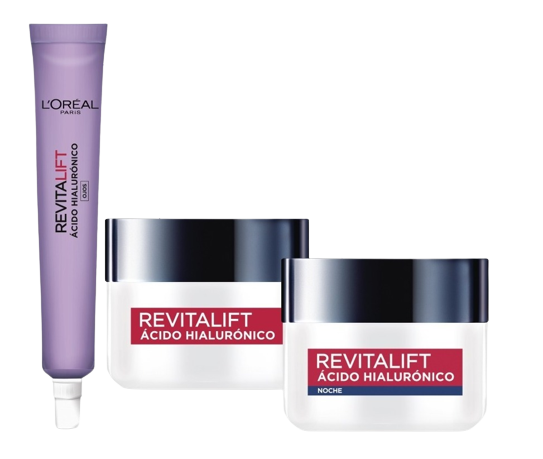 L'ORÉAL
PARIS
REVITALIFT
ÁCIDO HIALURÓNICO
OJOS
REVITALIFT
ÁCIDO HIALURÓNICO
REVITALIFT
ÁCIDO HIALURÓNICO
NOCHE